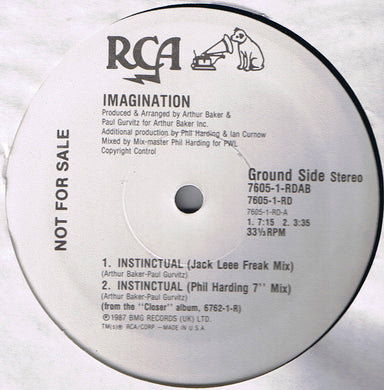 RCA
IMAGINATION
Produced & Arranged by Arthur Baker &
Paul Gurvitz for Arthur Baker Inc.
Additional production by Phil Harding & Ian Curnow
Mixed by Mix-master Phil Harding for PWL
Copyright Control
NOT FOR SALE
Ground Side Stereo
7605-1-RDAB
7605-1-RD
7605-1-RD-A
1. 7:15 2. 3:35
33⅓ RPM
1. INSTINCTUAL (Jack Leee Freak Mix)
(Arthur Baker-Paul Gurvitz)
2. INSTINCTUAL (Phil Harding 7" Mix)
(Arthur Baker-Paul Gurvitz)
(from the "Closer" album, 6762-1-R)
℗1987 BMG RECORDS (UK) LTD.
TM(s)® RCA/CORP.—MADE IN U.S.A.